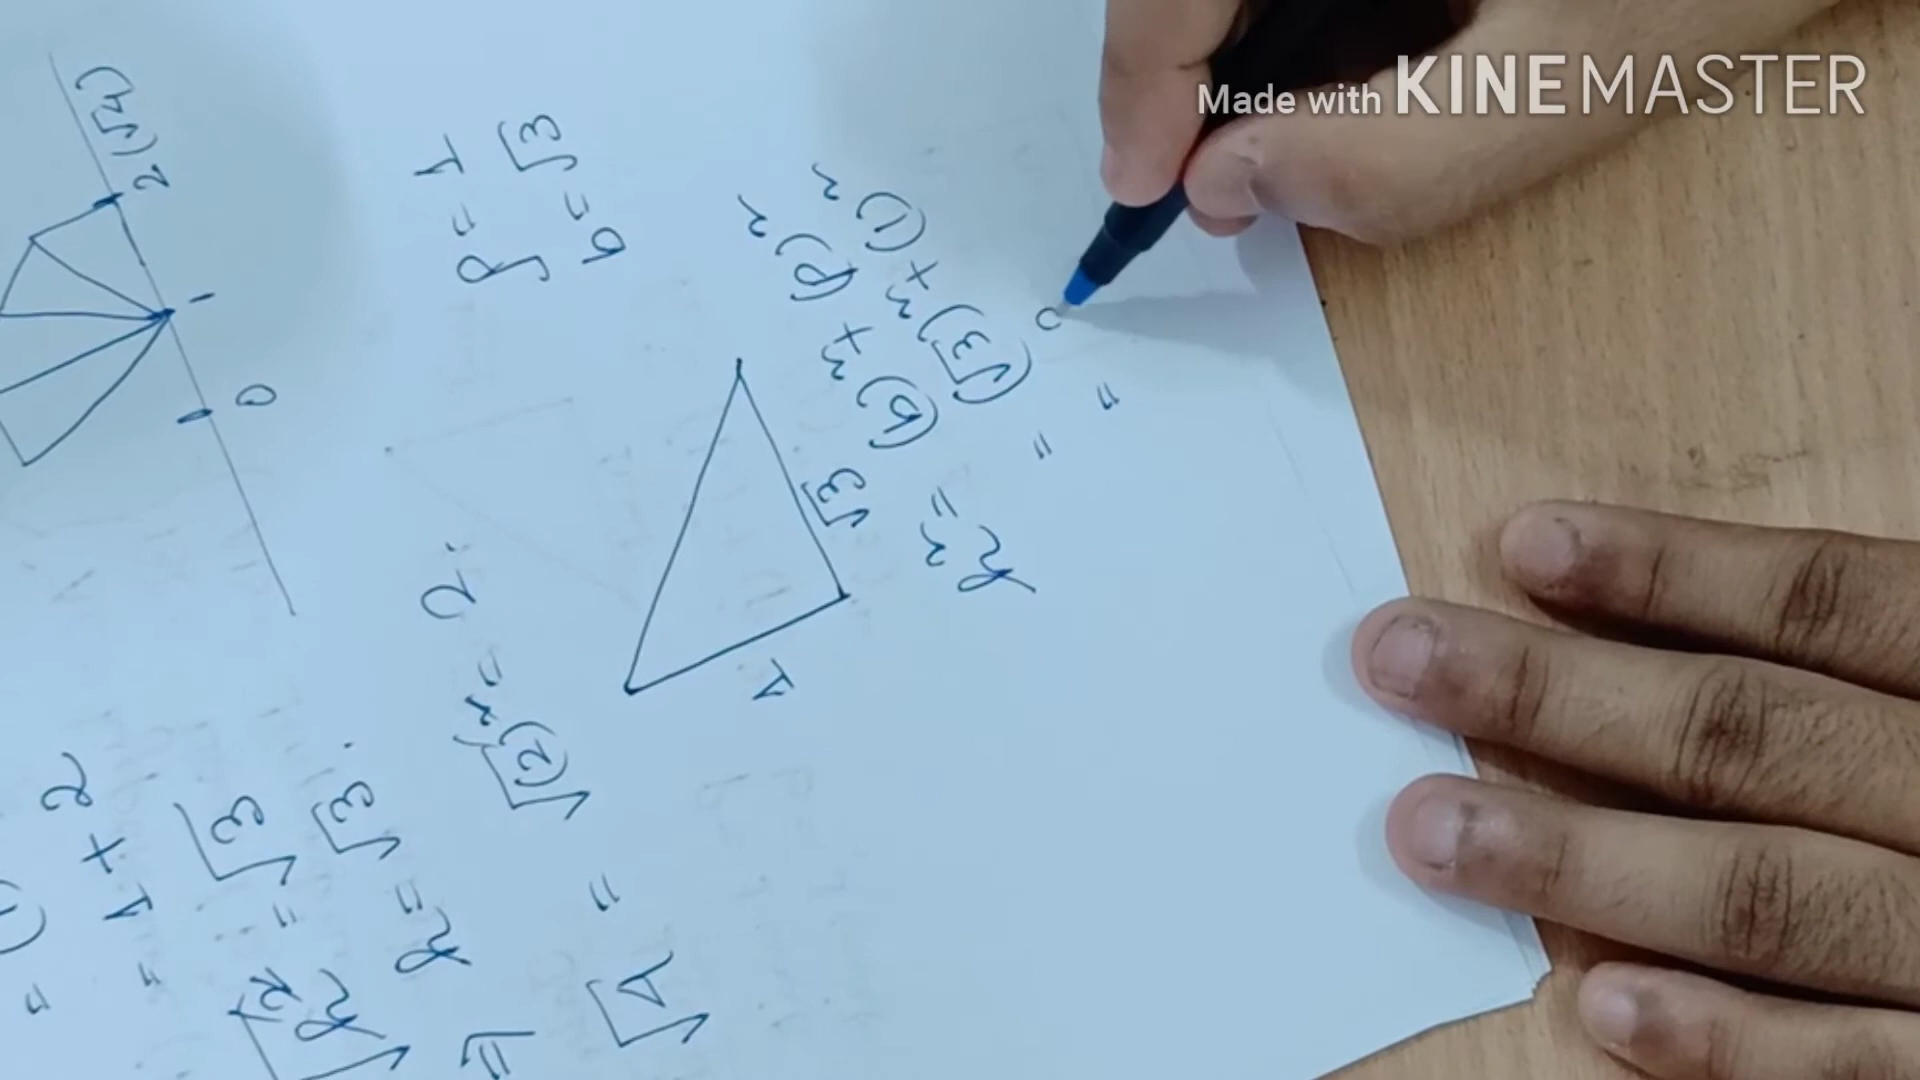 Made with KINEMASTER
2 (√4)
1
0
= 1 + 2
√h² = √3
h = √3.
⇒
√4 = √(2)² = 2.
p = 1
b = √3
1
√3
h² = (b)² + (p)²
= (√3)² + (1)²
=